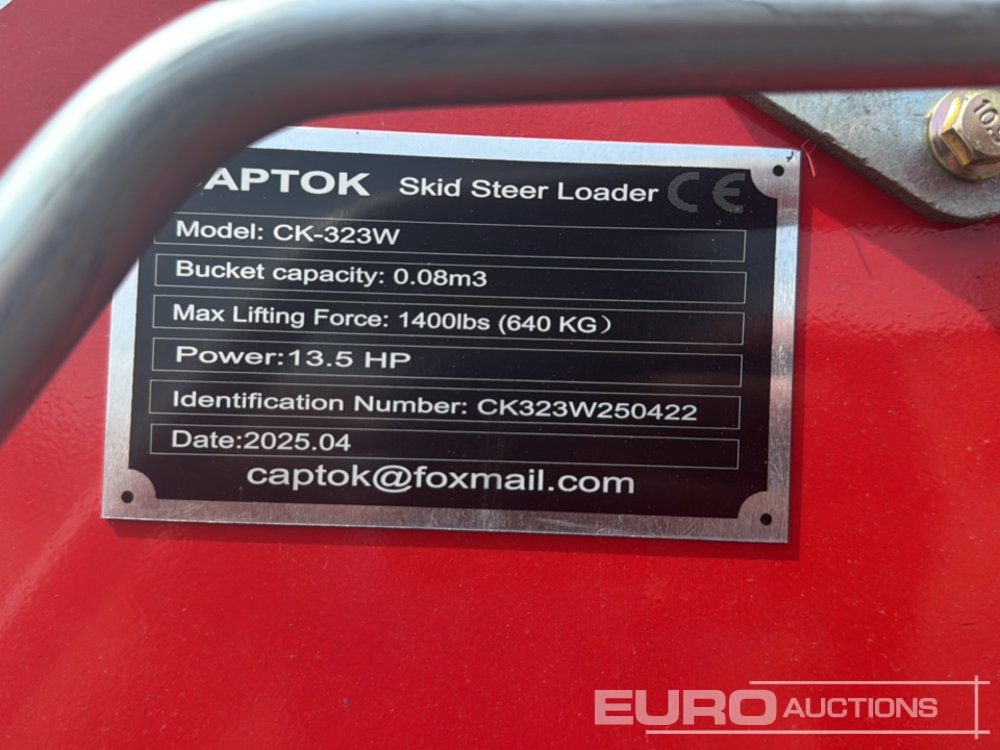 CAPTOK Skid Steer Loader CE
Model: CK-323W
Bucket capacity: 0.08m3
Max Lifting Force: 1400lbs (640 KG）
Power:13.5 HP
Identification Number: CK323W250422
Date:2025.04
captok@foxmail.com
EURO AUCTIONS